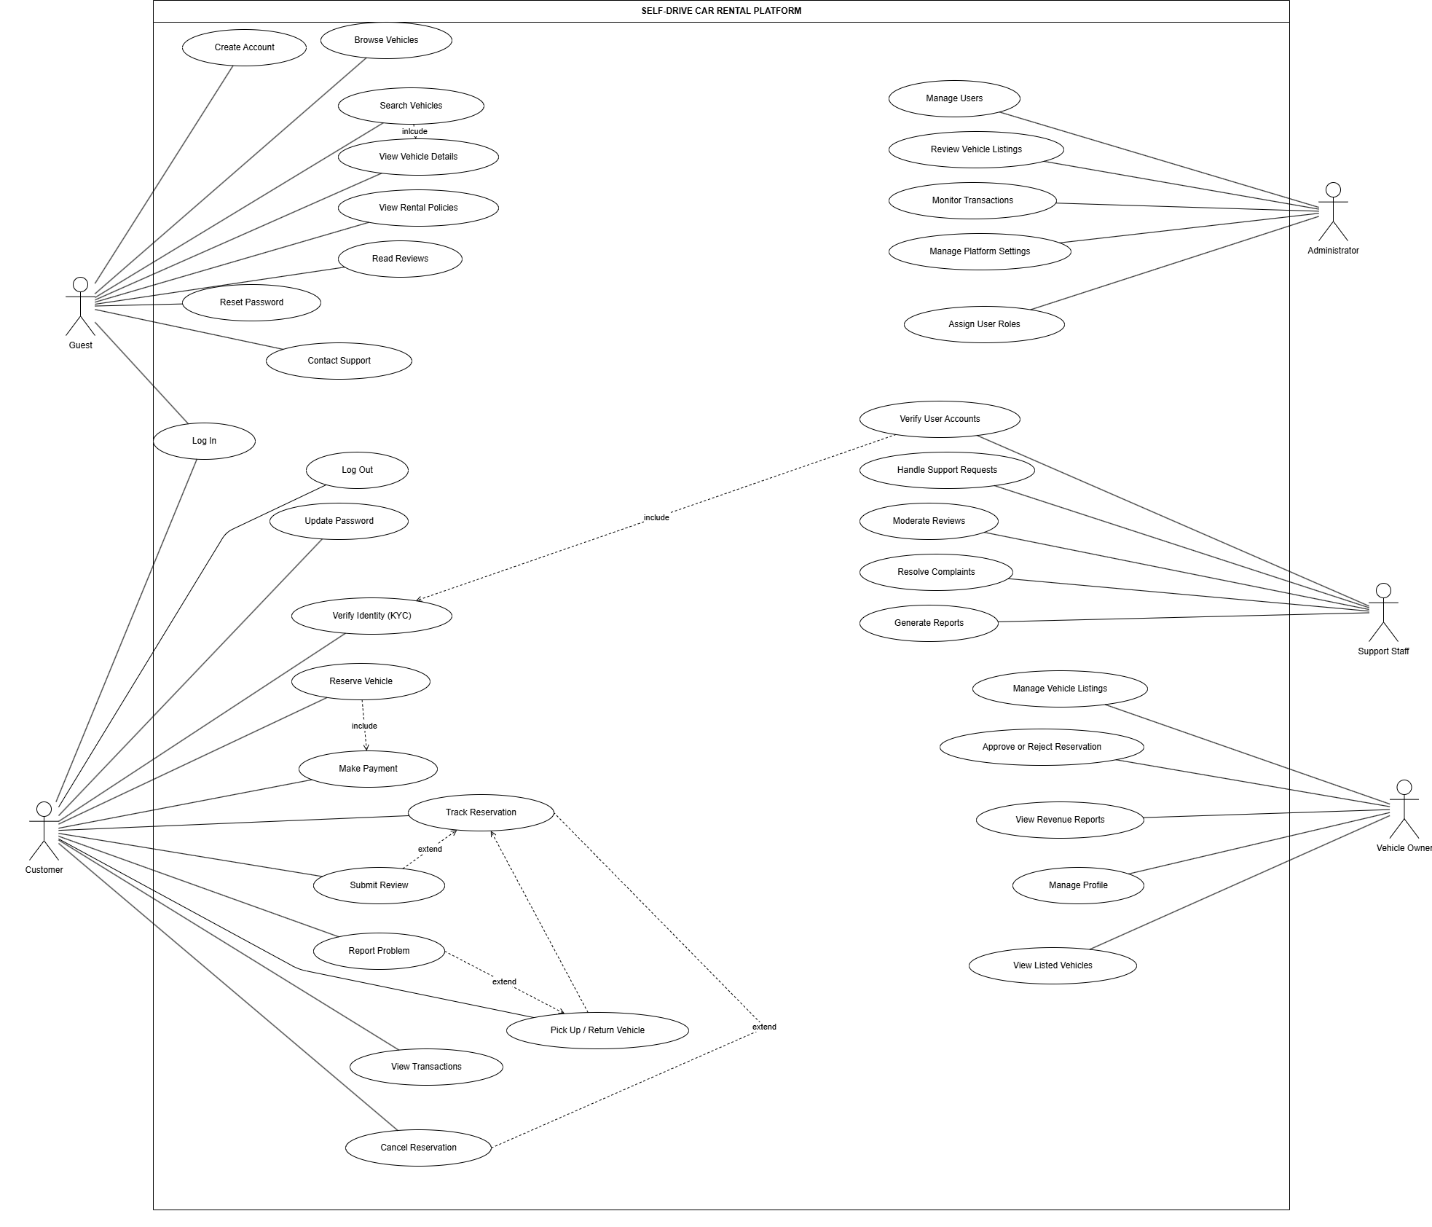 SELF-DRIVE CAR RENTAL PLATFORM
Create Account
Browse Vehicles
Search Vehicles
inlcude
View Vehicle Details
View Rental Policies
Read Reviews
Reset Password
Guest
Contact Support
Log In
Log Out
Update Password
include
Verify Identity (KYC)
Reserve Vehicle
include
Make Payment
Track Reservation
extend
Customer
Submit Review
Report Problem
extend
Pick Up / Return Vehicle
extend
View Transactions
Cancel Reservation
Manage Users
Review Vehicle Listings
Monitor Transactions
Manage Platform Settings
Administrator
Assign User Roles
Verify User Accounts
Handle Support Requests
Moderate Reviews
Resolve Complaints
Generate Reports
Support Staff
Manage Vehicle Listings
Approve or Reject Reservation
View Revenue Reports
Vehicle Owner
Manage Profile
View Listed Vehicles